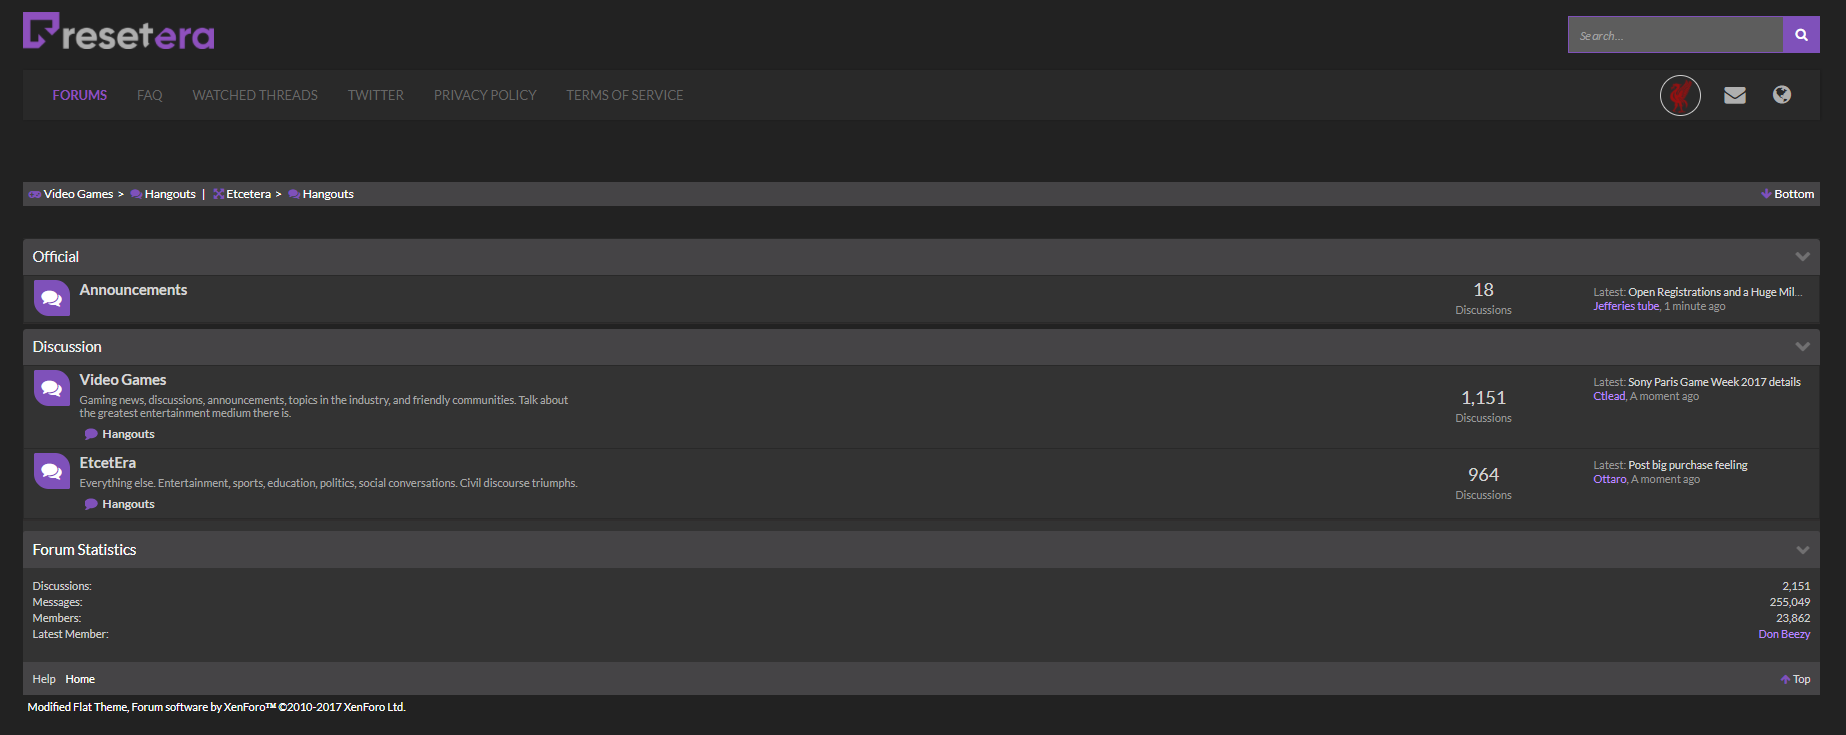 resetera
Search...
FORUMS FAQ WATCHED THREADS TWITTER PRIVACY POLICY TERMS OF SERVICE
Video Games > Hangouts | Etcetera > Hangouts Bottom
Official
Announcements
18
Discussions
Latest: Open Registrations and a Huge Mil...
Jefferies tube, 1 minute ago
Discussion
Video Games
Gaming news, discussions, announcements, topics in the industry, and friendly communities. Talk about
the greatest entertainment medium there is.
Hangouts
1,151
Discussions
Latest: Sony Paris Game Week 2017 details
Ctlead, A moment ago
EtcetEra
Everything else. Entertainment, sports, education, politics, social conversations. Civil discourse triumphs.
Hangouts
964
Discussions
Latest: Post big purchase feeling
Ottaro, A moment ago
Forum Statistics
Discussions: 2,151
Messages: 255,049
Members: 23,862
Latest Member: Don Beezy
Help Home Top
Modified Flat Theme, Forum software by XenForo™ ©2010-2017 XenForo Ltd.